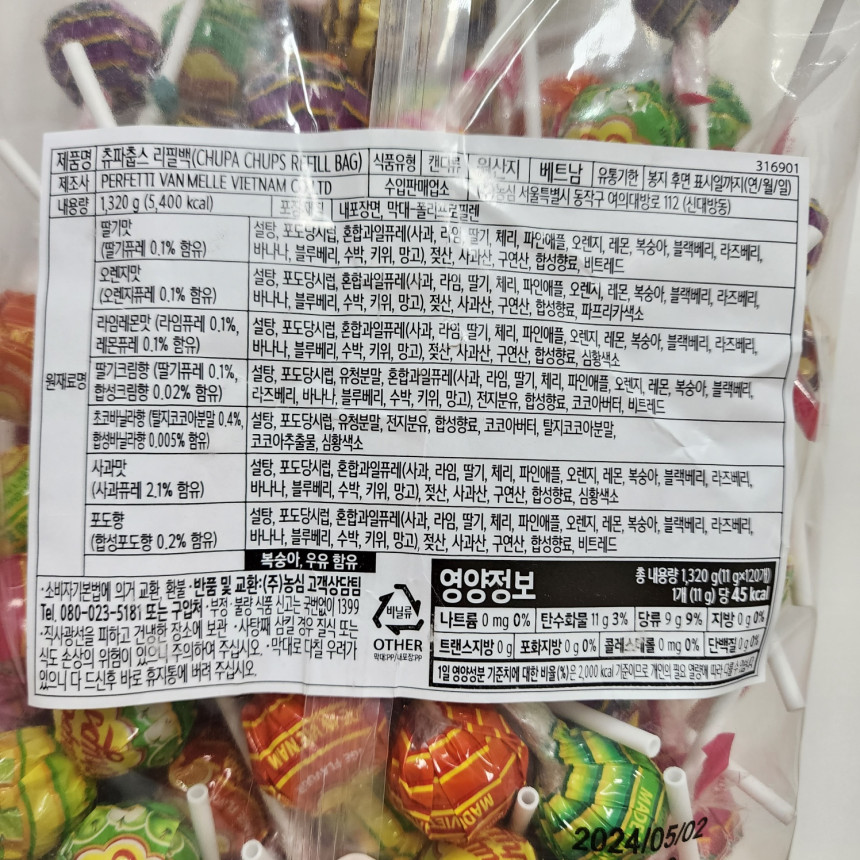 316901
제품명 츄파춥스 리필백(CHUPA CHUPS REFILL BAG) 식품유형 캔디류 원산지 베트남 유통기한 봉지 후면 표시일까지(연/월/일)
제조사 PERFETTI VAN MELLE VIETNAM CO LTD 수입판매업소 (주)농심 서울특별시 동작구 여의대방로 112 (신대방동)
내용량 1,320 g (5,400 kcal) 포장재질 내포장면, 막대-폴리프로필렌
원재료명
딸기맛
(딸기퓨레 0.1% 함유)
설탕, 포도당시럽, 혼합과일퓨레(사과, 라임, 딸기, 체리, 파인애플, 오렌지, 레몬, 복숭아, 블랙베리, 라즈베리,
바나나, 블루베리, 수박, 키위, 망고), 젖산, 사과산, 구연산, 합성향료, 비트레드
오렌지맛
(오렌지퓨레 0.1% 함유)
설탕, 포도당시럽, 혼합과일퓨레(사과, 라임, 딸기, 체리, 파인애플, 오렌지, 레몬, 복숭아, 블랙베리, 라즈베리,
바나나, 블루베리, 수박, 키위, 망고), 젖산, 사과산, 구연산, 합성향료, 파프리카색소
라임레몬맛 (라임퓨레 0.1%,
레몬퓨레 0.1% 함유)
설탕, 포도당시럽, 혼합과일퓨레(사과, 라임, 딸기, 체리, 파인애플, 오렌지, 레몬, 복숭아, 블랙베리, 라즈베리,
바나나, 블루베리, 수박, 키위, 망고), 젖산, 사과산, 구연산, 합성향료, 심황색소
딸기크림향 (딸기퓨레 0.1%,
합성크림향 0.02% 함유)
설탕, 포도당시럽, 유청분말, 혼합과일퓨레(사과, 라임, 딸기, 체리, 파인애플, 오렌지, 레몬, 복숭아, 블랙베리,
라즈베리, 바나나, 블루베리, 수박, 키위, 망고), 전지분유, 합성향료, 코코아버터, 비트레드
초코바닐라향 (탈지코코아분말 0.4%,
합성바닐라향 0.005% 함유)
설탕, 포도당시럽, 유청분말, 전지분유, 합성향료, 코코아버터, 탈지코코아분말,
코코아추출물, 심황색소
사과맛
(사과퓨레 2.1% 함유)
설탕, 포도당시럽, 혼합과일퓨레(사과, 라임, 딸기, 체리, 파인애플, 오렌지, 레몬, 복숭아, 블랙베리, 라즈베리,
바나나, 블루베리, 수박, 키위, 망고), 젖산, 사과산, 구연산, 합성향료, 심황색소
포도향
(합성포도향 0.2% 함유)
설탕, 포도당시럽, 혼합과일퓨레(사과, 라임, 딸기, 체리, 파인애플, 오렌지, 레몬, 복숭아, 블랙베리, 라즈베리,
바나나, 블루베리, 수박, 키위, 망고), 젖산, 사과산, 구연산, 합성향료, 비트레드
복숭아, 우유 함유
·소비자기본법에 의거 교환, 환불 ·반품 및 교환:(주)농심 고객상담팀
Tel. 080-023-5181 또는 구입처 ·부정·불량 식품 신고는 국번없이 1399
·직사광선을 피하고 건냉한 장소에 보관 ·사탕째 삼킬 경우 질식 또는
식도 손상의 위험이 있으니 주의하여 주십시오. ·막대로 다칠 우려가
있으니 다 드신후 바로 휴지통에 버려 주십시오.
비닐류
OTHER
막대:PP/내포장:PP
영양정보
총 내용량 1,320 g(11 g×120개)
1개 (11 g) 당 45 kcal
나트륨 0 mg 0% 탄수화물 11 g 3% 당류 9 g 9% 지방 0 g 0%
트랜스지방 0 g 포화지방 0 g 0% 콜레스테롤 0 mg 0% 단백질 0 g 0%
1일 영양성분 기준치에 대한 비율(%)은 2,000 kcal 기준이므로 개인의 필요 열량에 따라 다를 수 있습니다.
MADIVIE
MADI
2024/05/02